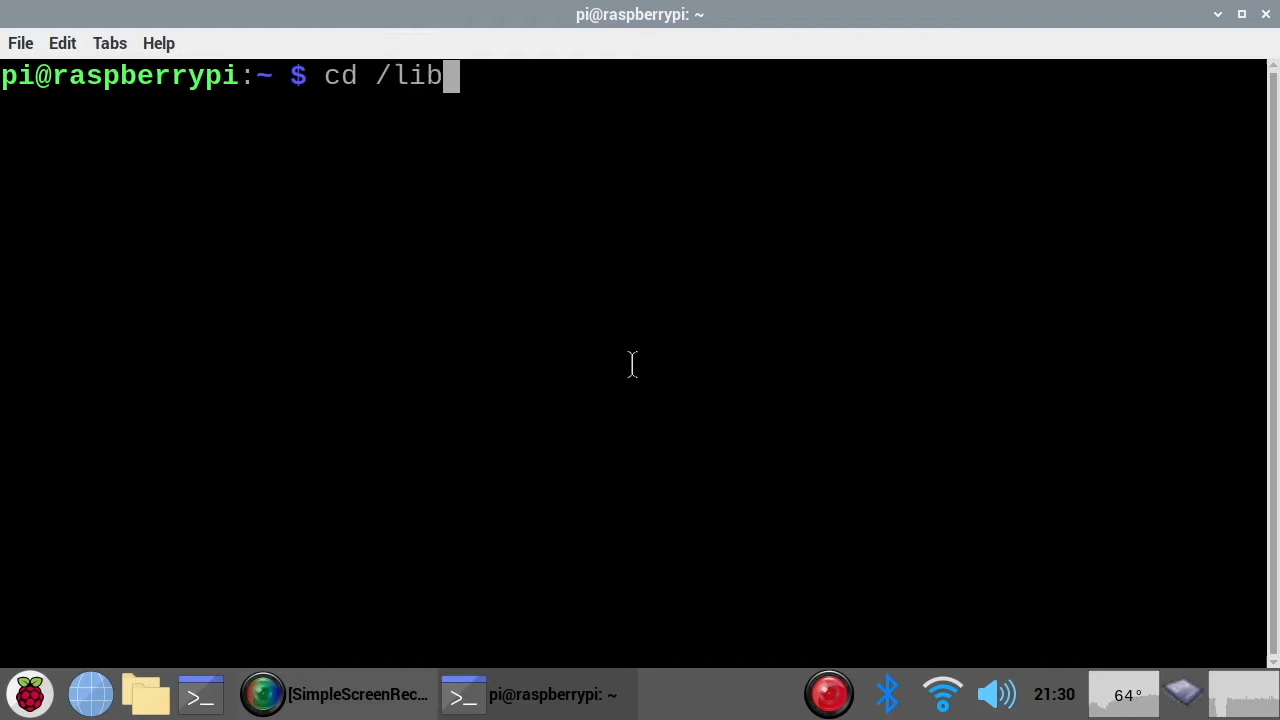 pi@raspberrypi: ~
File Edit Tabs Help
pi@raspberrypi:~ $ cd /lib
>_ [SimpleScreenRec... >_ pi@raspberrypi: ~ 21:30 64°